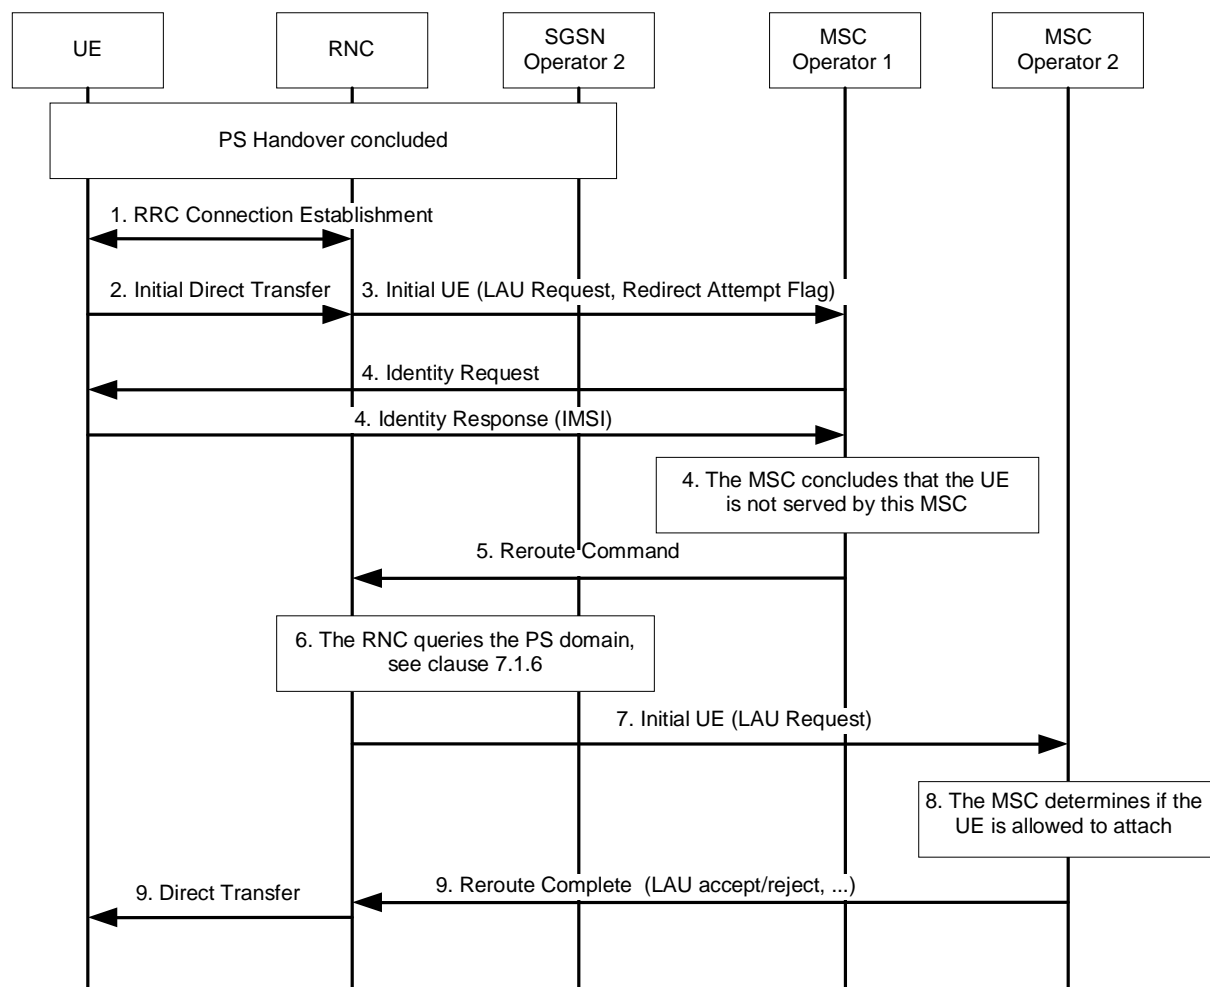 UE
RNC
SGSN
Operator 2
MSC
Operator 1
MSC
Operator 2
PS Handover concluded
1. RRC Connection Establishment
2. Initial Direct Transfer
3. Initial UE (LAU Request, Redirect Attempt Flag)
4. Identity Request
4. Identity Response (IMSI)
4. The MSC concludes that the UE
is not served by this MSC
5. Reroute Command
6. The RNC queries the PS domain,
see clause 7.1.6
7. Initial UE (LAU Request)
8. The MSC determines if the
UE is allowed to attach
9. Direct Transfer
9. Reroute Complete (LAU accept/reject, ...)